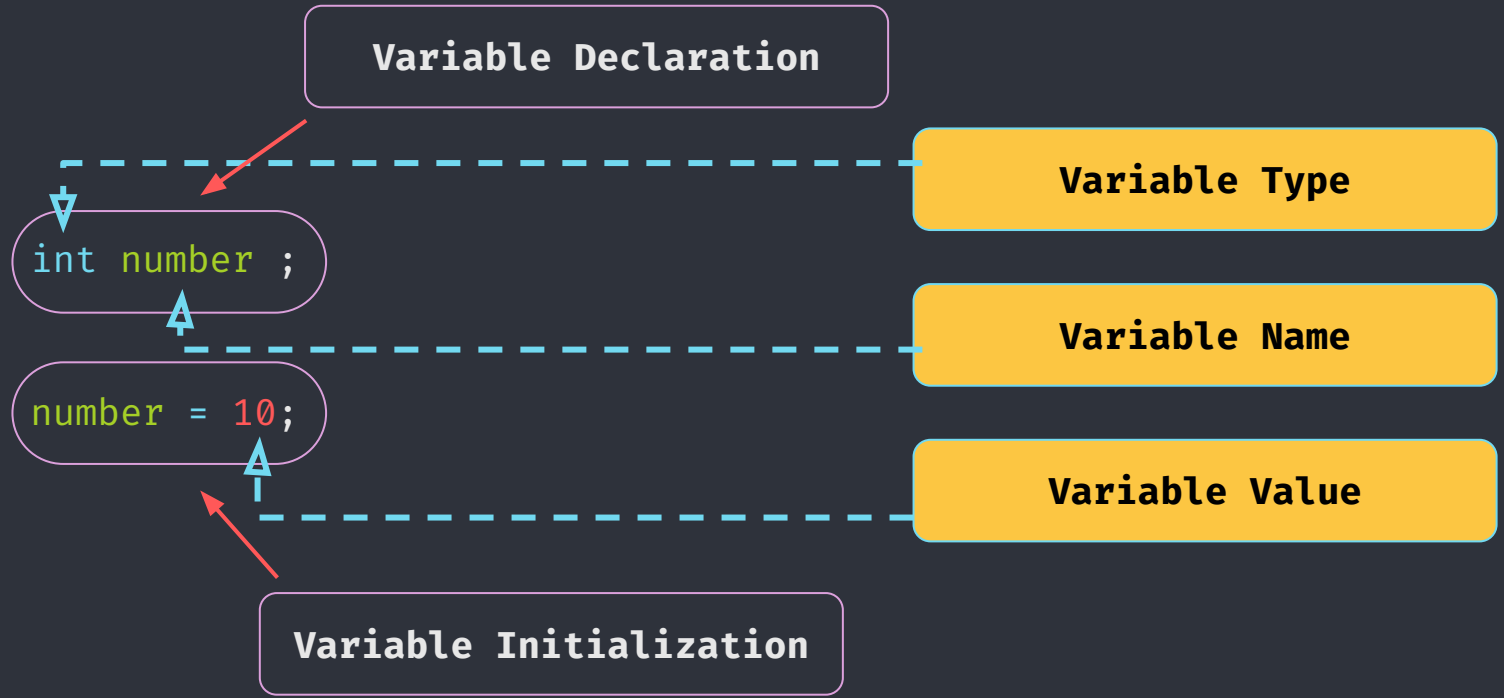 Variable Declaration
Variable Type
int number ;
Variable Name
number = 10;
Variable Value
Variable Initialization